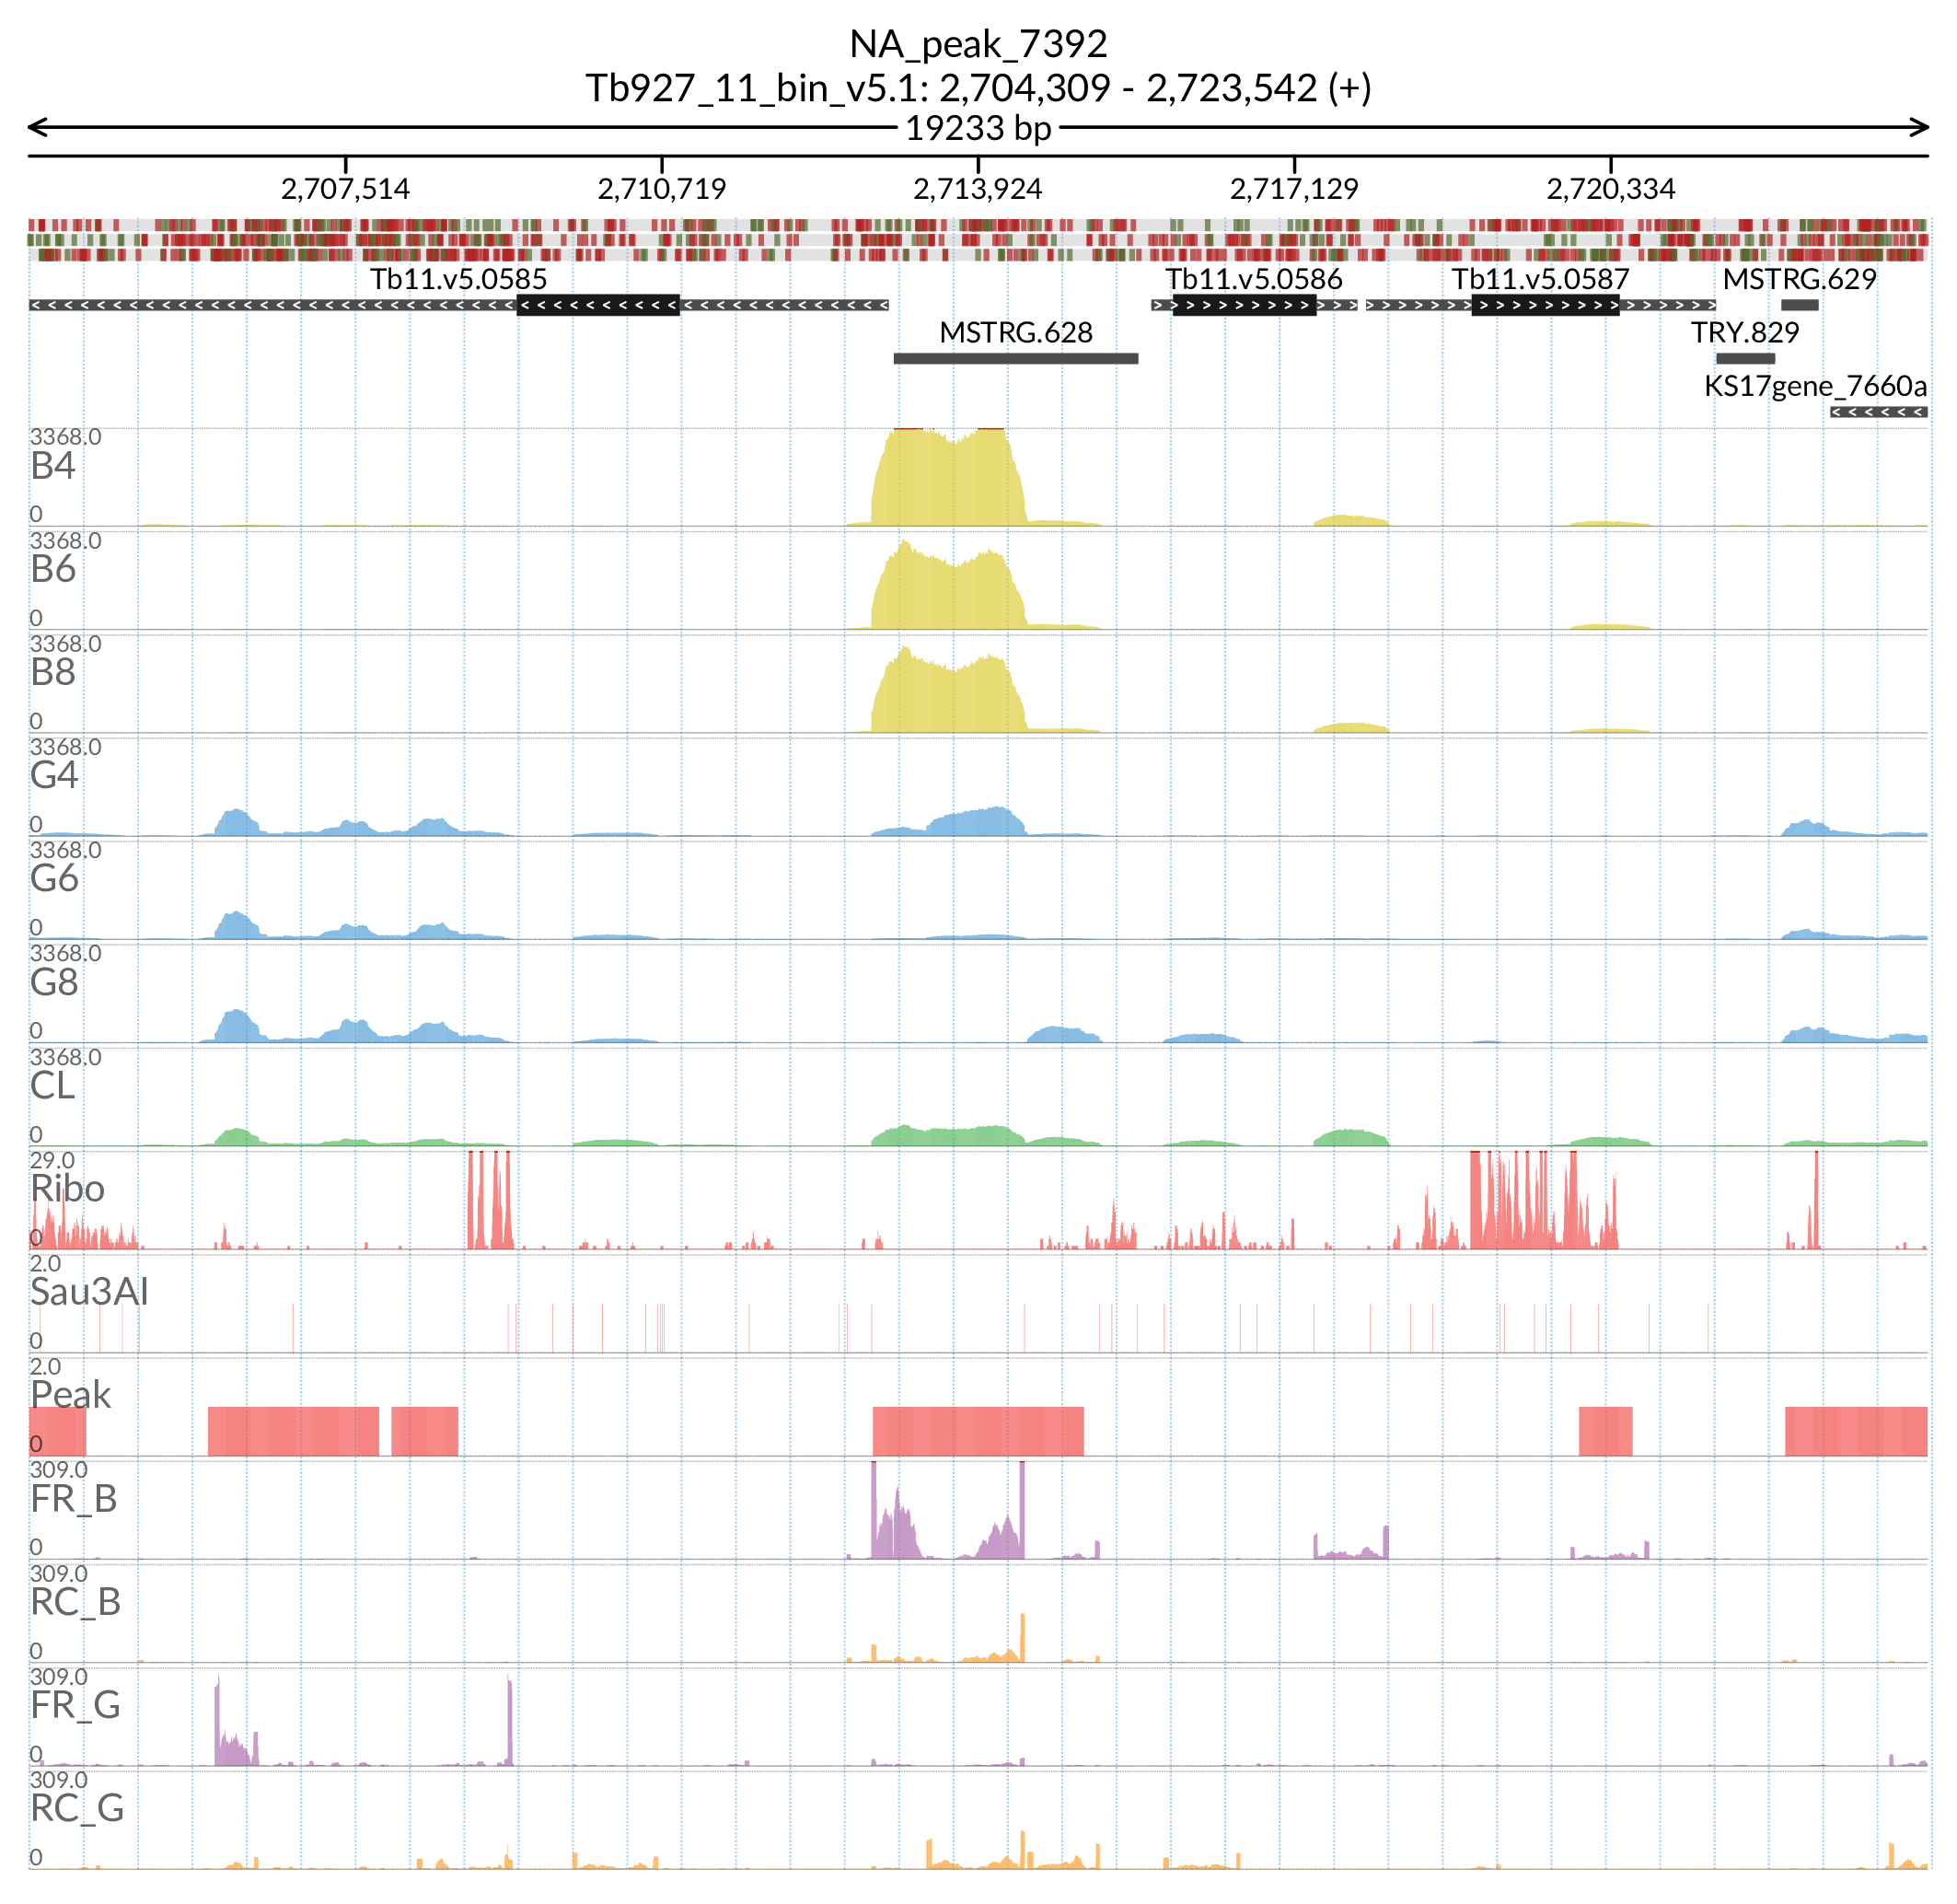 NA_peak_7392
Tb927_11_bin_v5.1: 2,704,309 - 2,723,542 (+)
19233 bp
2,707,514 2,710,719 2,713,924 2,717,129 2,720,334
Tb11.v5.0585 Tb11.v5.0586 Tb11.v5.0587 MSTRG.629
MSTRG.628 TRY.829
KS17gene_7660a
3368.0
B4
0
3368.0
B6
0
3368.0
B8
0
3368.0
G4
0
3368.0
G6
0
3368.0
G8
0
3368.0
CL
0
29.0
Ribo
0
2.0
Sau3AI
0
2.0
Peak
0
309.0
FR_B
0
309.0
RC_B
0
309.0
FR_G
0
309.0
RC_G
0